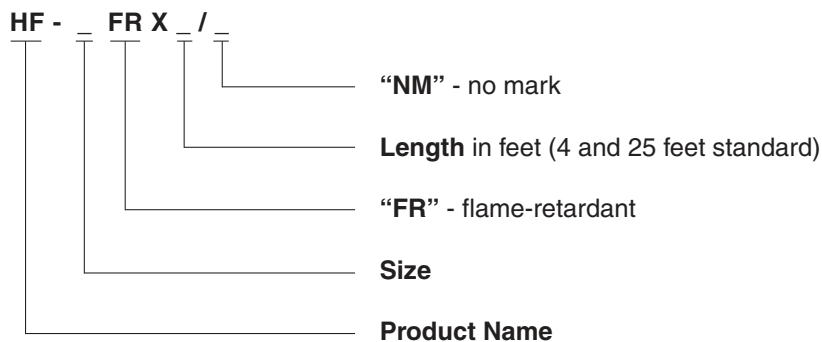 HF - _ FR X _ / _
“NM” - no mark
Length in feet (4 and 25 feet standard)
“FR” - flame-retardant
Size
Product Name